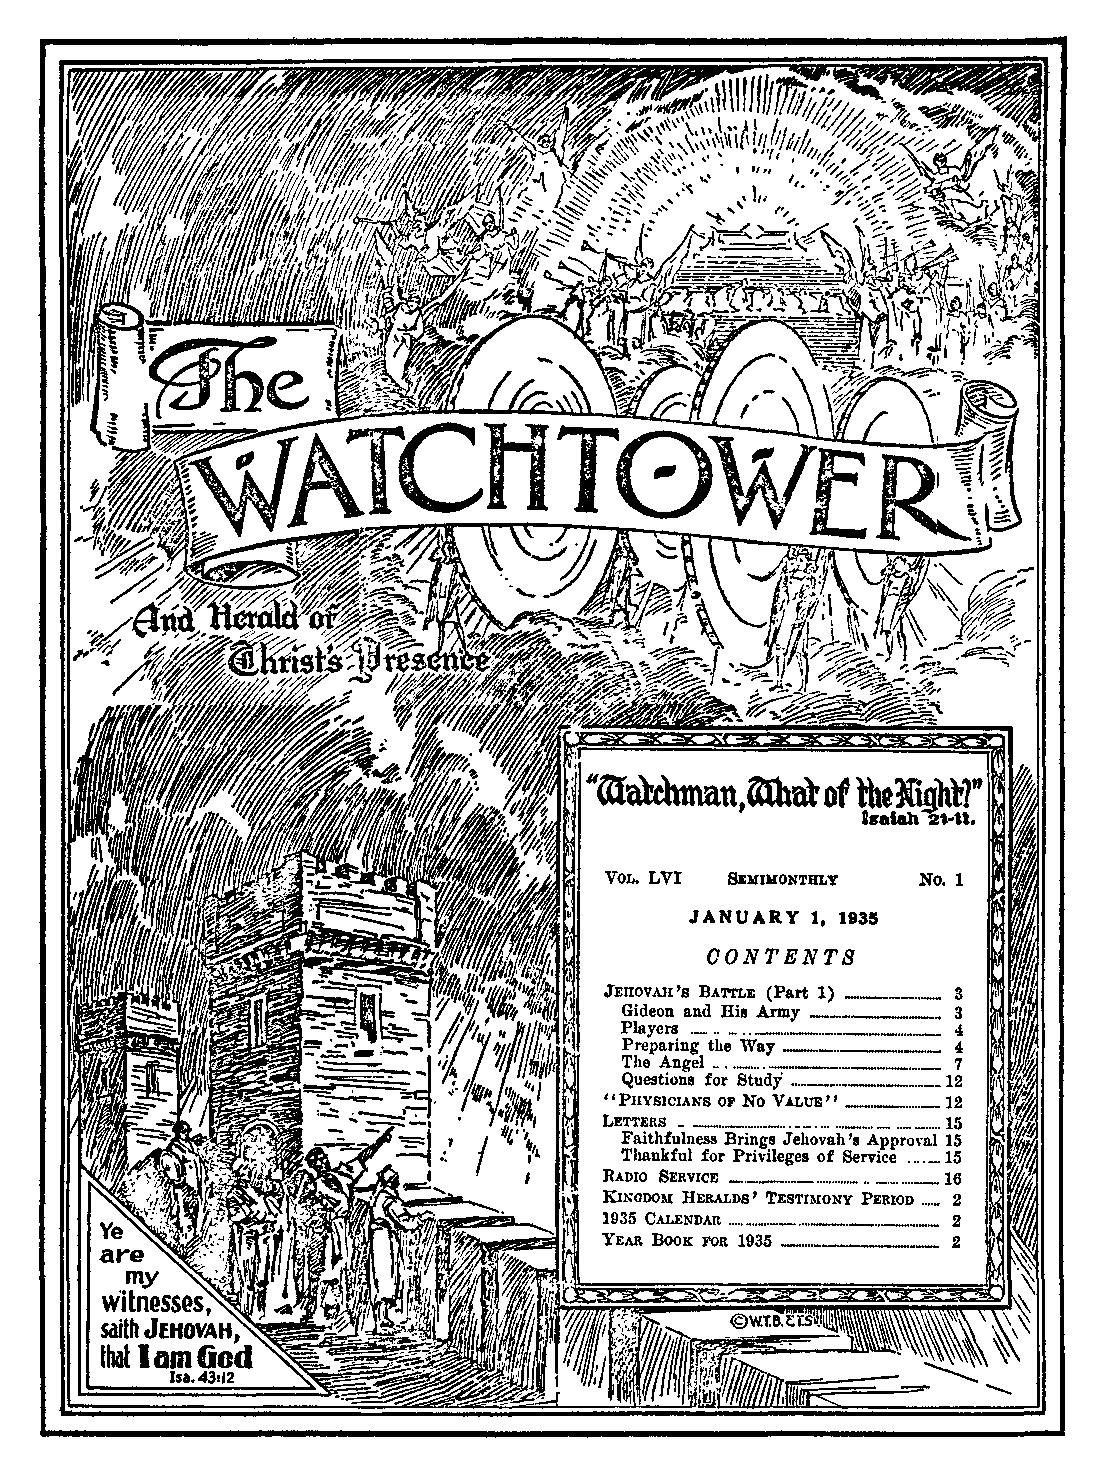 The
WATCHTOWER
And Herald of
Christ's Presence
"Watchman, What of the Night?"
Isaiah 21-11.
VOL. LVI SEMIMONTHLY No. 1
JANUARY 1, 1935
CONTENTS
JEHOVAH'S BATTLE (Part 1) 3
Gideon and His Army 3
Players 4
Preparing the Way 4
The Angel 7
Questions for Study 12
"PHYSICIANS OF NO VALUE" 12
LETTERS 15
Faithfulness Brings Jehovah's Approval 15
Thankful for Privileges of Service 15
RADIO SERVICE 16
KINGDOM HERALDS' TESTIMONY PERIOD 2
1935 CALENDAR 2
YEAR BOOK FOR 1935 2
©W.T.B.&T.S.
Ye
are
my
witnesses,
saith JEHOVAH,
that I am God
Isa. 43:12